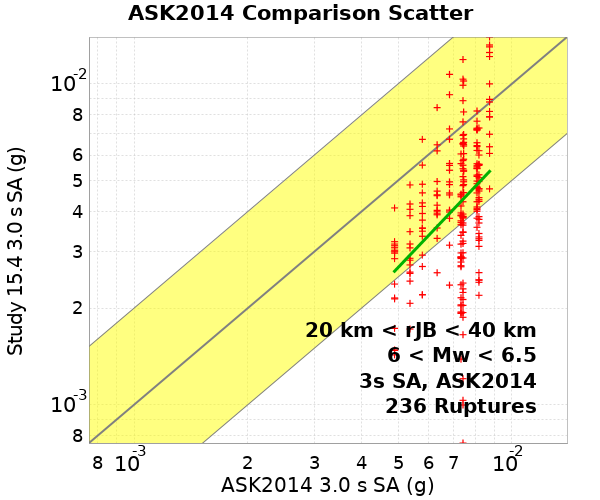 ASK2014 Comparison Scatter
Study 15.4 3.0 s SA (g)
10-2
8
6
5
4
3
2
10-3
8
20 km < rJB < 40 km
6 < Mw < 6.5
3s SA, ASK2014
236 Ruptures
8 10-3 2 3 4 5 6 7 10-2
ASK2014 3.0 s SA (g)